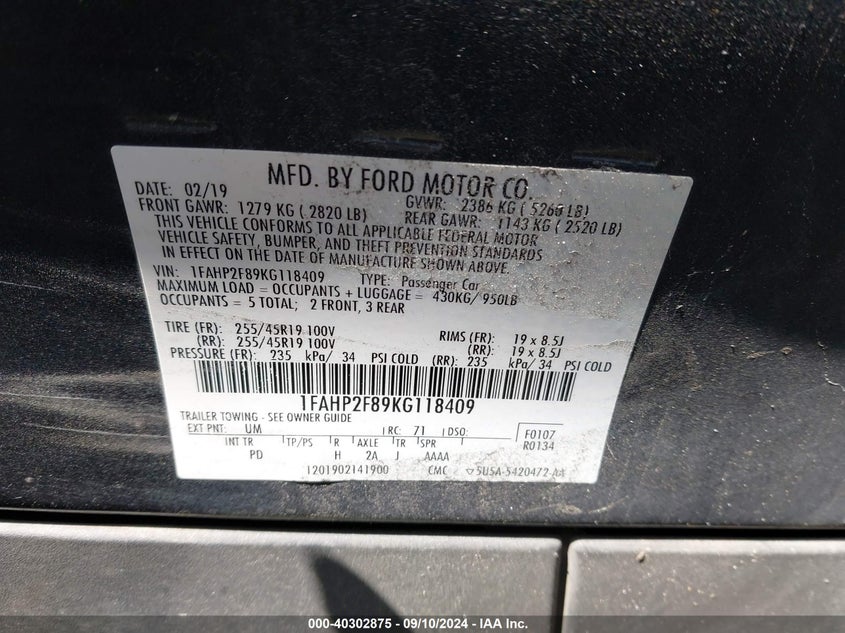 MFD. BY FORD MOTOR CO.
DATE: 02/19 GVWR: 2386 KG ( 5260 LB)
FRONT GAWR: 1279 KG ( 2820 LB) REAR GAWR: 1143 KG ( 2520 LB)
THIS VEHICLE CONFORMS TO ALL APPLICABLE FEDERAL MOTOR
VEHICLE SAFETY, BUMPER, AND THEFT PREVENTION STANDARDS
IN EFFECT ON THE DATE OF MANUFACTURE SHOWN ABOVE.
VIN: 1FAHP2F89KG118409 TYPE: Passenger Car
MAXIMUM LOAD = OCCUPANTS + LUGGAGE = 430KG/ 950LB
OCCUPANTS = 5 TOTAL; 2 FRONT, 3 REAR
TIRE (FR): 255/45R19 100V RIMS (FR): 19 x 8.5J
(RR): 255/45R19 100V (RR): 19 x 8.5J
PRESSURE (FR): 235 kPa/ 34 PSI COLD (RR): 235 kPa/ 34 PSI COLD
1FAHP2F89KG118409
TRAILER TOWING - SEE OWNER GUIDE
EXT PNT: UM RC: 71 DSO: F0107
INT TR TP/PS R AXLE TR SPR R0134
PD H 2A J AAAA
1201902141900 CMC 5U5A-5420472-AA
000-40302875 - 09/10/2024 - IAA Inc.